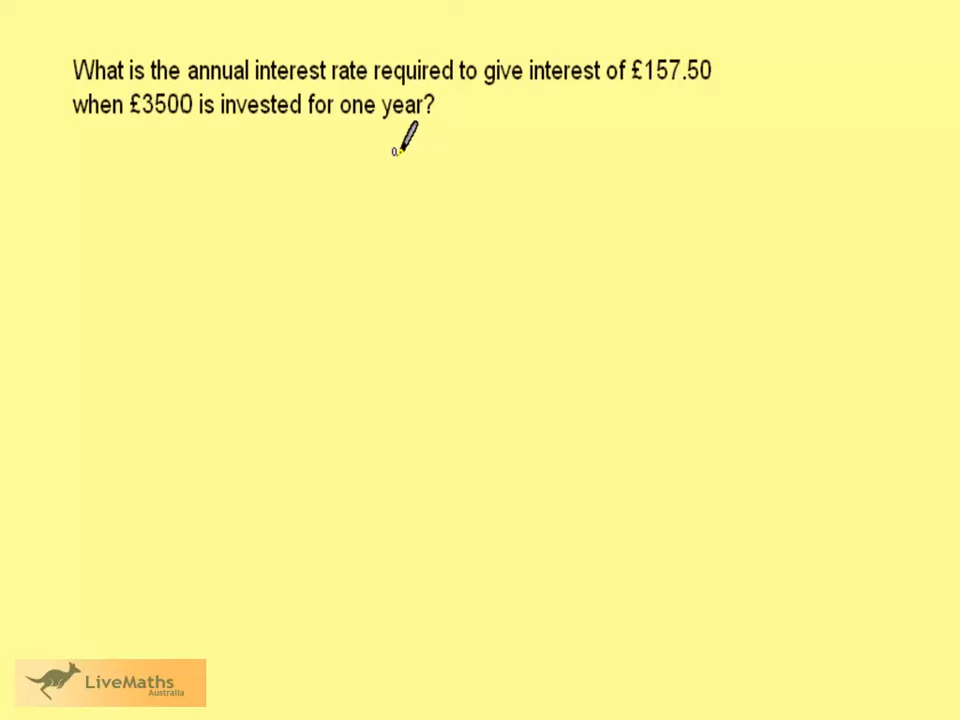 What is the annual interest rate required to give interest of £157.50
when £3500 is invested for one year?
LiveMaths
Australia